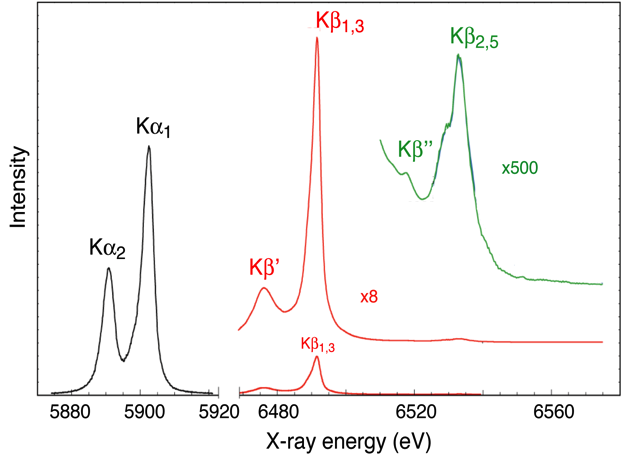 Kβ1,3
Kβ2,5
Kα1
Kβ''
x500
Kα2
Kβ'
x8
Kβ1,3
Intensity
5880 5900 5920 6480 6520 6560
X-ray energy (eV)